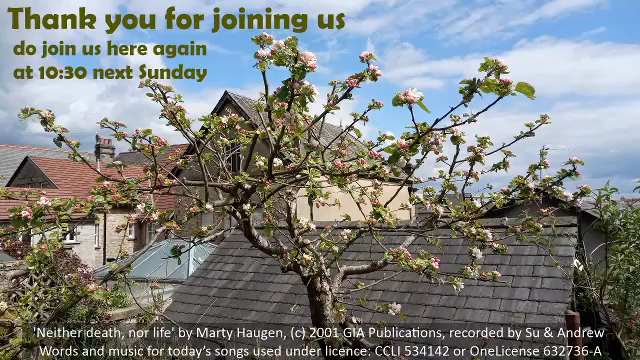 Thank you for joining us
do join us here again
at 10:30 next Sunday
'Neither death, nor life' by Marty Haugen, (c) 2001 GIA Publications, recorded by Su & Andrew
Words and music for today's songs used under licence: CCLI 534142 or OneLicense 632736-A